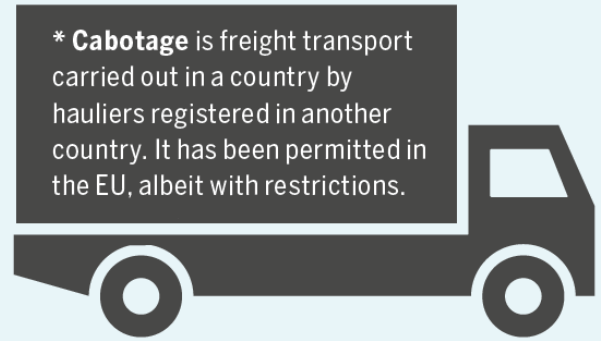 * Cabotage is freight transport
carried out in a country by
hauliers registered in another
country. It has been permitted in
the EU, albeit with restrictions.